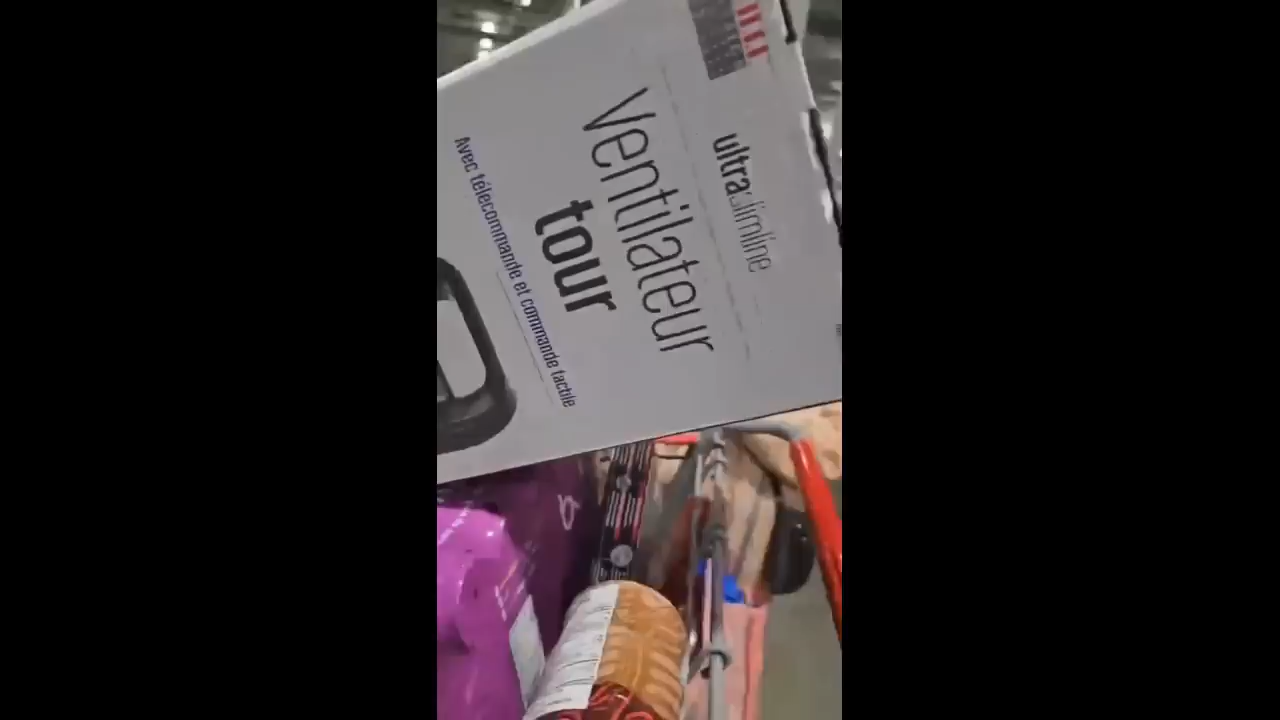 ultraslimline
Ventilateur
tour
Avec télécommande et commande tactile